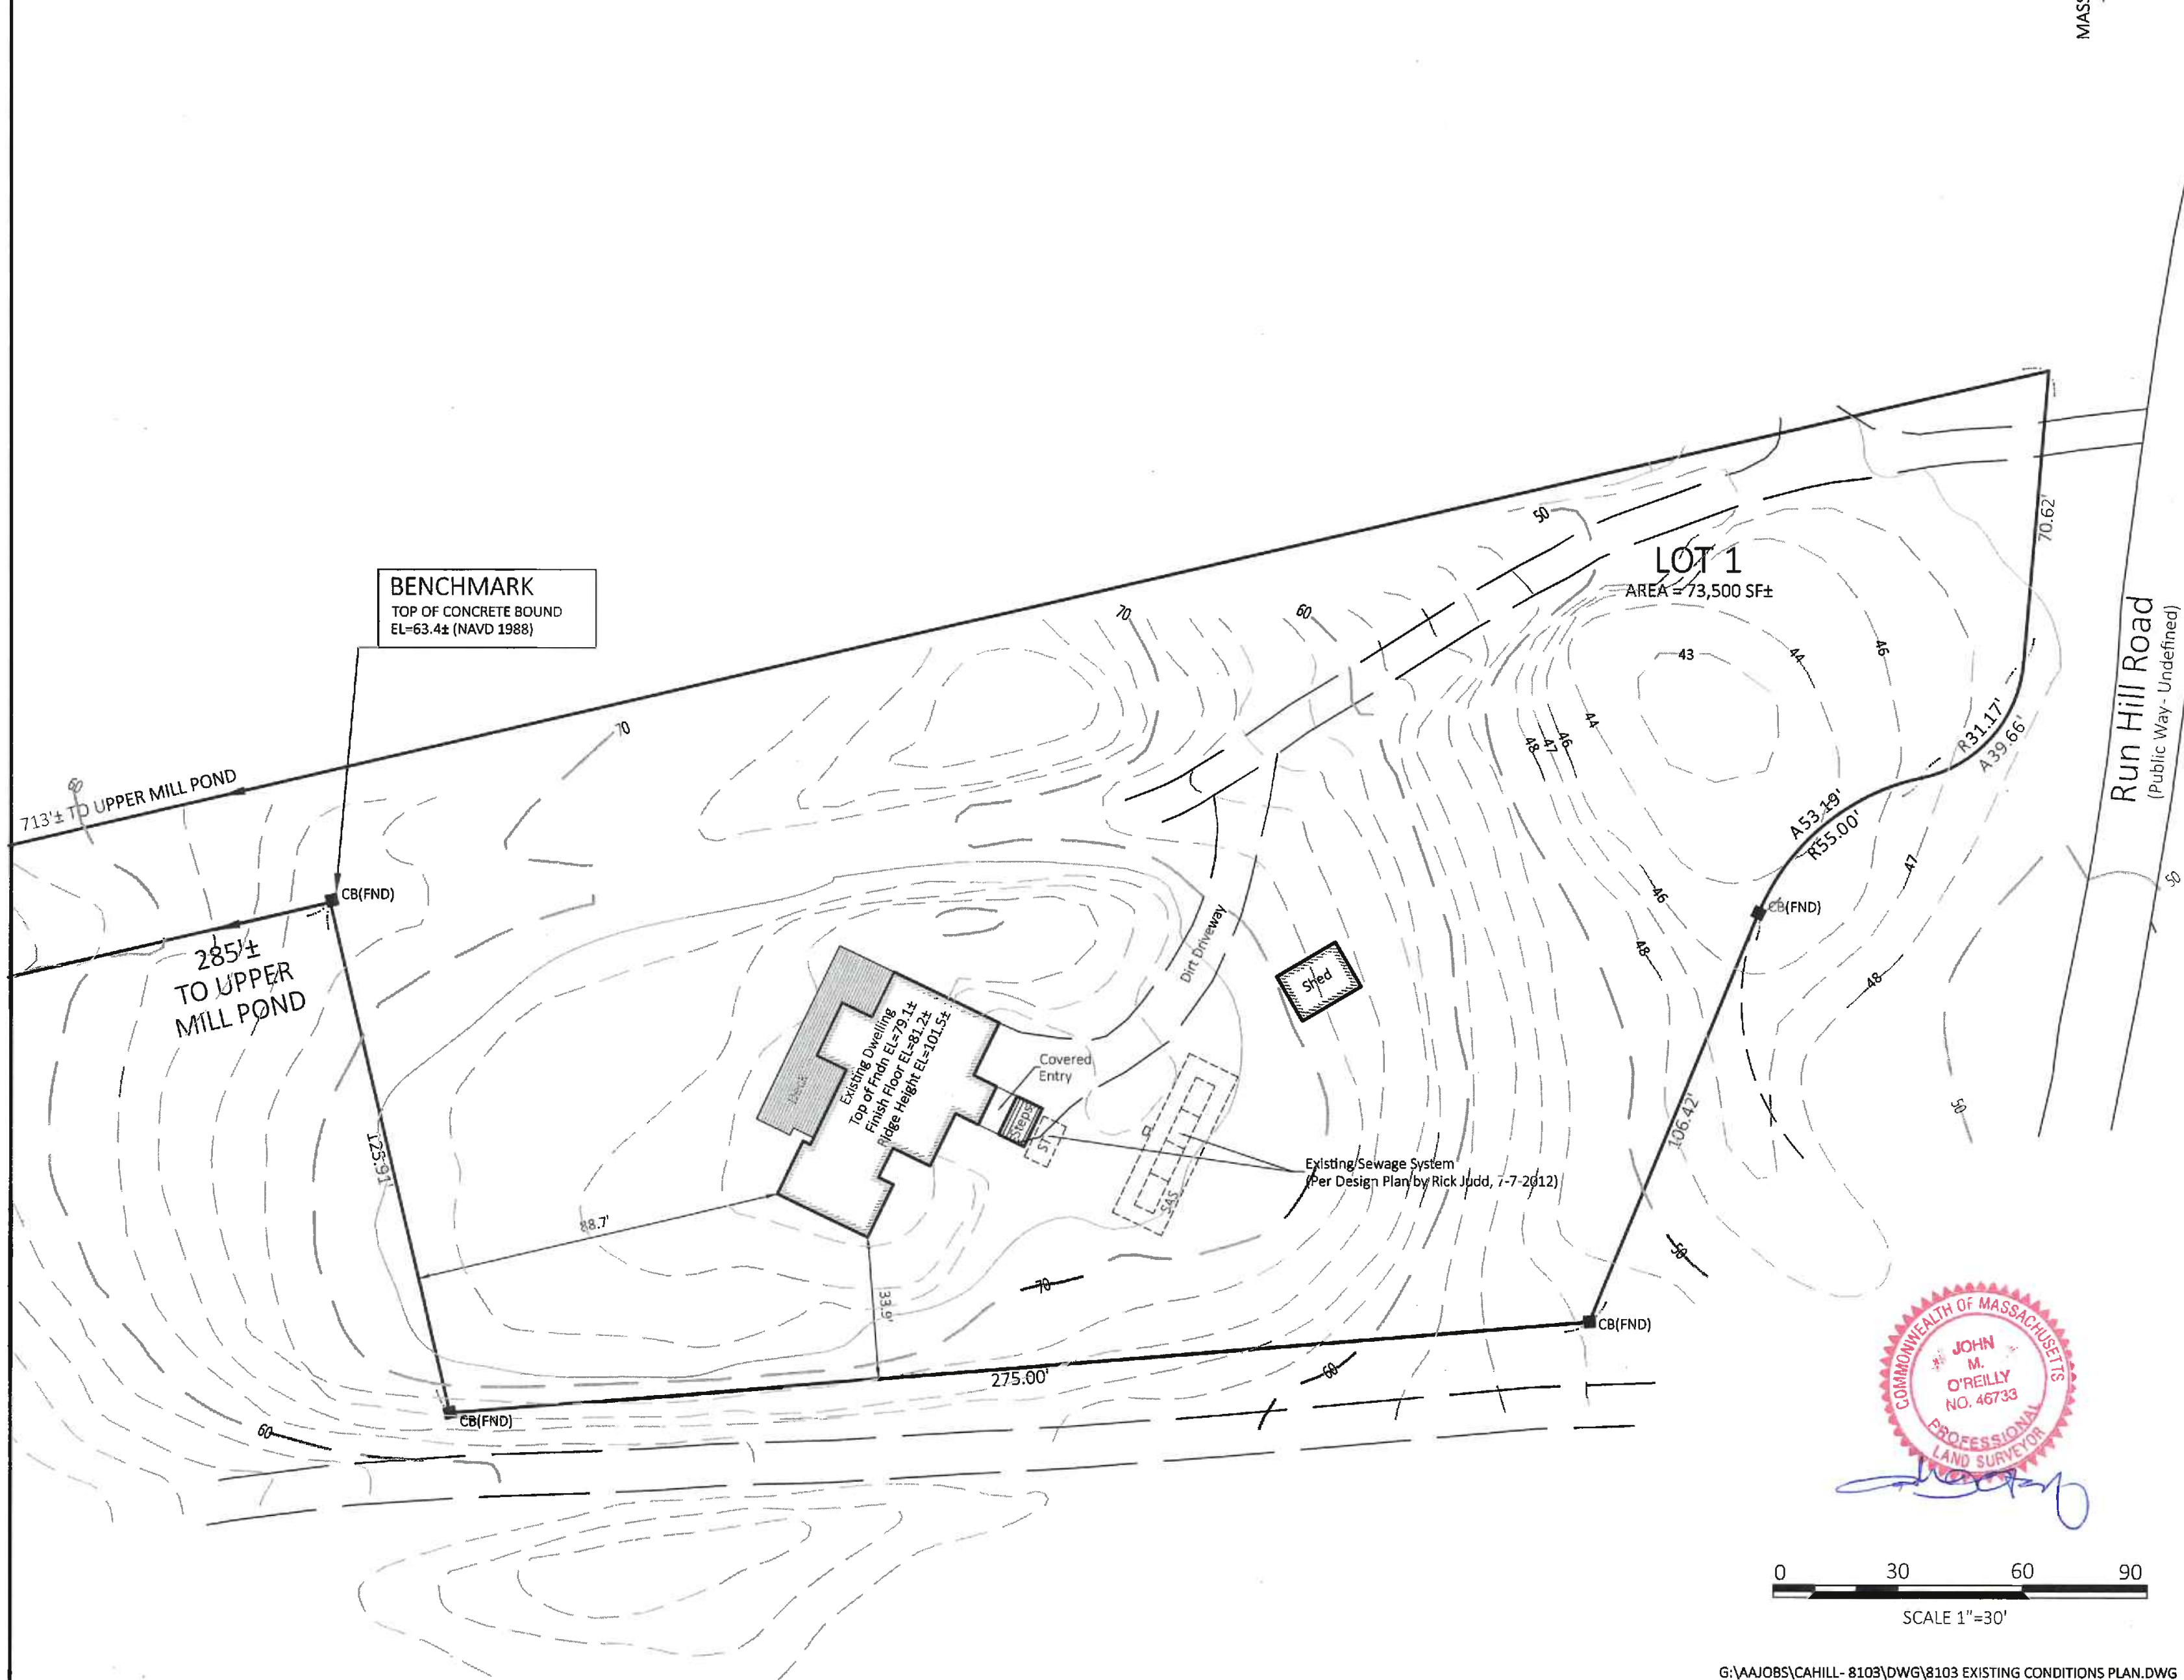 MASS
BENCHMARK
TOP OF CONCRETE BOUND
EL=63.4± (NAVD 1988)
50
LOT 1
AREA = 73,500 SF±
70.62'
Run Hill Road
(Public Way - Undefined)
70
60
43
44
46
70
R31.17'
A 39.66'
44
46
47
48
60
713'± TO UPPER MILL POND
A53.19'
R55.00'
47
50
CB(FND)
46
CB(FND)
285'±
TO UPPER
MILL POND
Dirt Driveway
48
48
Shed
Existing Dwelling
Top of Fndn EL=79.1±
Finish Floor EL=81.2±
Ridge Height EL=101.5±
Deck
Covered
Entry
Steps
ST
50
106.42'
125.91'
Existing Sewage System
(Per Design Plan by Rick Judd, 7-7-2012)
SAS
88.7'
50
70
33.9'
CB(FND)
60
275.00'
CB(FND)
60
COMMONWEALTH OF MASSACHUSETTS
JOHN
M.
O'REILLY
NO. 46733
PROFESSIONAL
LAND SURVEYOR
0 30 60 90
SCALE 1"=30'
G:\AAJOBS\CAHILL- 8103\DWG\8103 EXISTING CONDITIONS PLAN.DWG